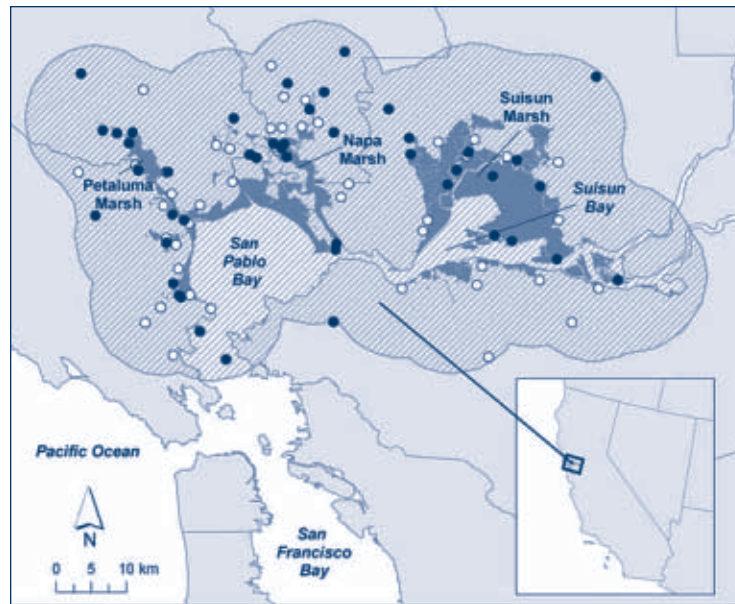 Suisun
Marsh
Napa
Marsh
Petaluma
Marsh
Suisun
Bay
San
Pablo
Bay
Pacific Ocean
N
0 5 10 km
San
Francisco
Bay